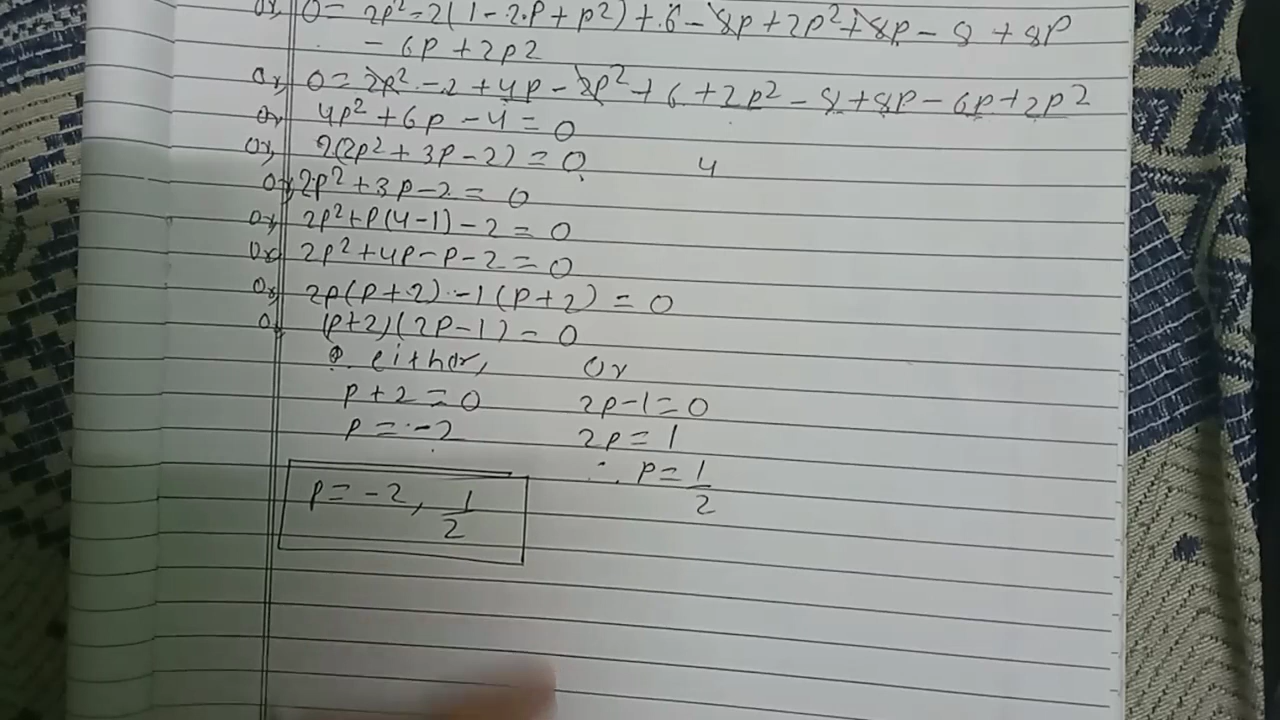 or, 0 = 2p² - 2(1 - 2·p + p²) + 6 - 8p + 2p² + 8p - 8 + 8p
- 6p + 2p2
or, 0 = 2p² - 2 + 4p - 2p² + 6 + 2p² - 8 + 8p - 6p + 2p²
or 4p² + 6p - 4 = 0
or, 2(2p² + 3p - 2) = 0 4
or, 2p² + 3p - 2 = 0
or, 2p² + p(4 - 1) - 2 = 0
or 2p² + 4p - p - 2 = 0
or, 2p(p + 2) - 1(p + 2) = 0
or (p + 2)(2p - 1) = 0
either, or
p + 2 = 0 2p - 1 = 0
p = -2 2p = 1
∴ p = 1/2
p = -2, 1/2